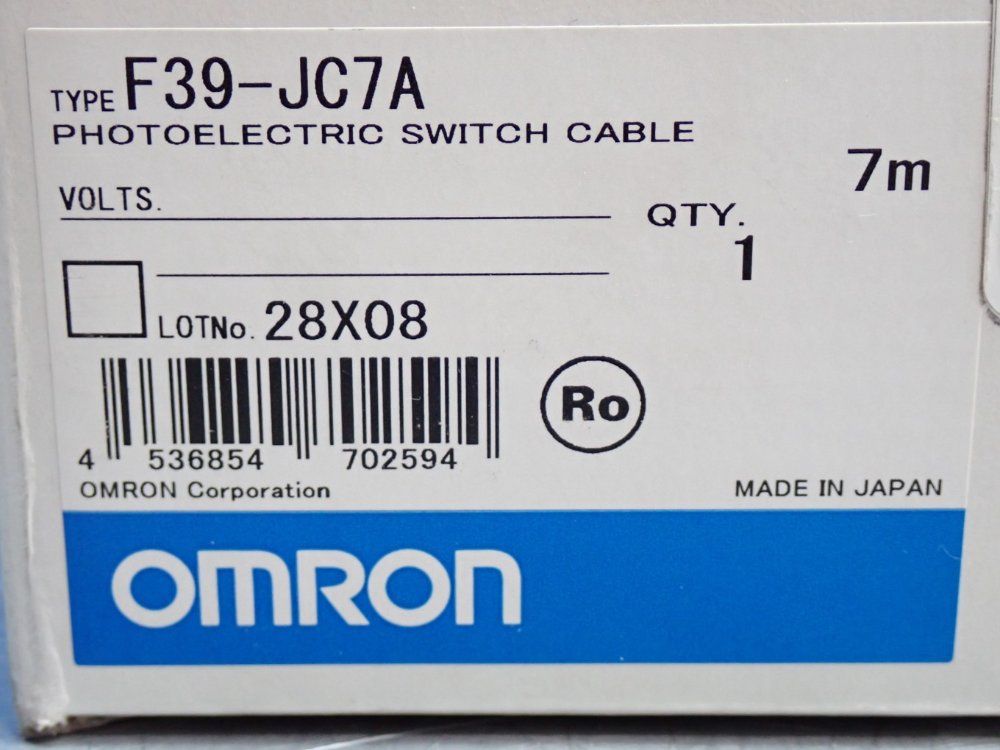 TYPE F39-JC7A
PHOTOELECTRIC SWITCH CABLE
7m
VOLTS.
QTY.
1
LOTNo. 28X08
Ro
4 536854 702594
OMRON Corporation
MADE IN JAPAN
OMRON